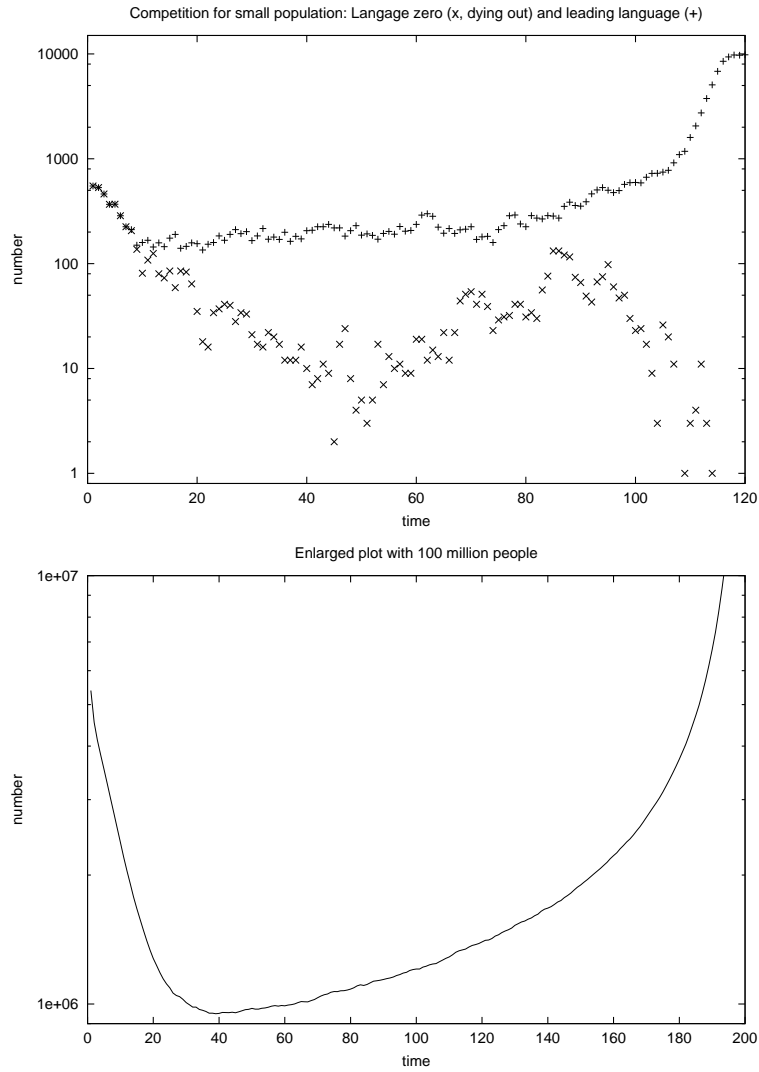 Competition for small population: Langage zero (x, dying out) and leading language (+)
10000
1000
100
10
1
number
0 20 40 60 80 100 120
time
Enlarged plot with 100 million people
1e+07
1e+06
number
0 20 40 60 80 100 120 140 160 180 200
time